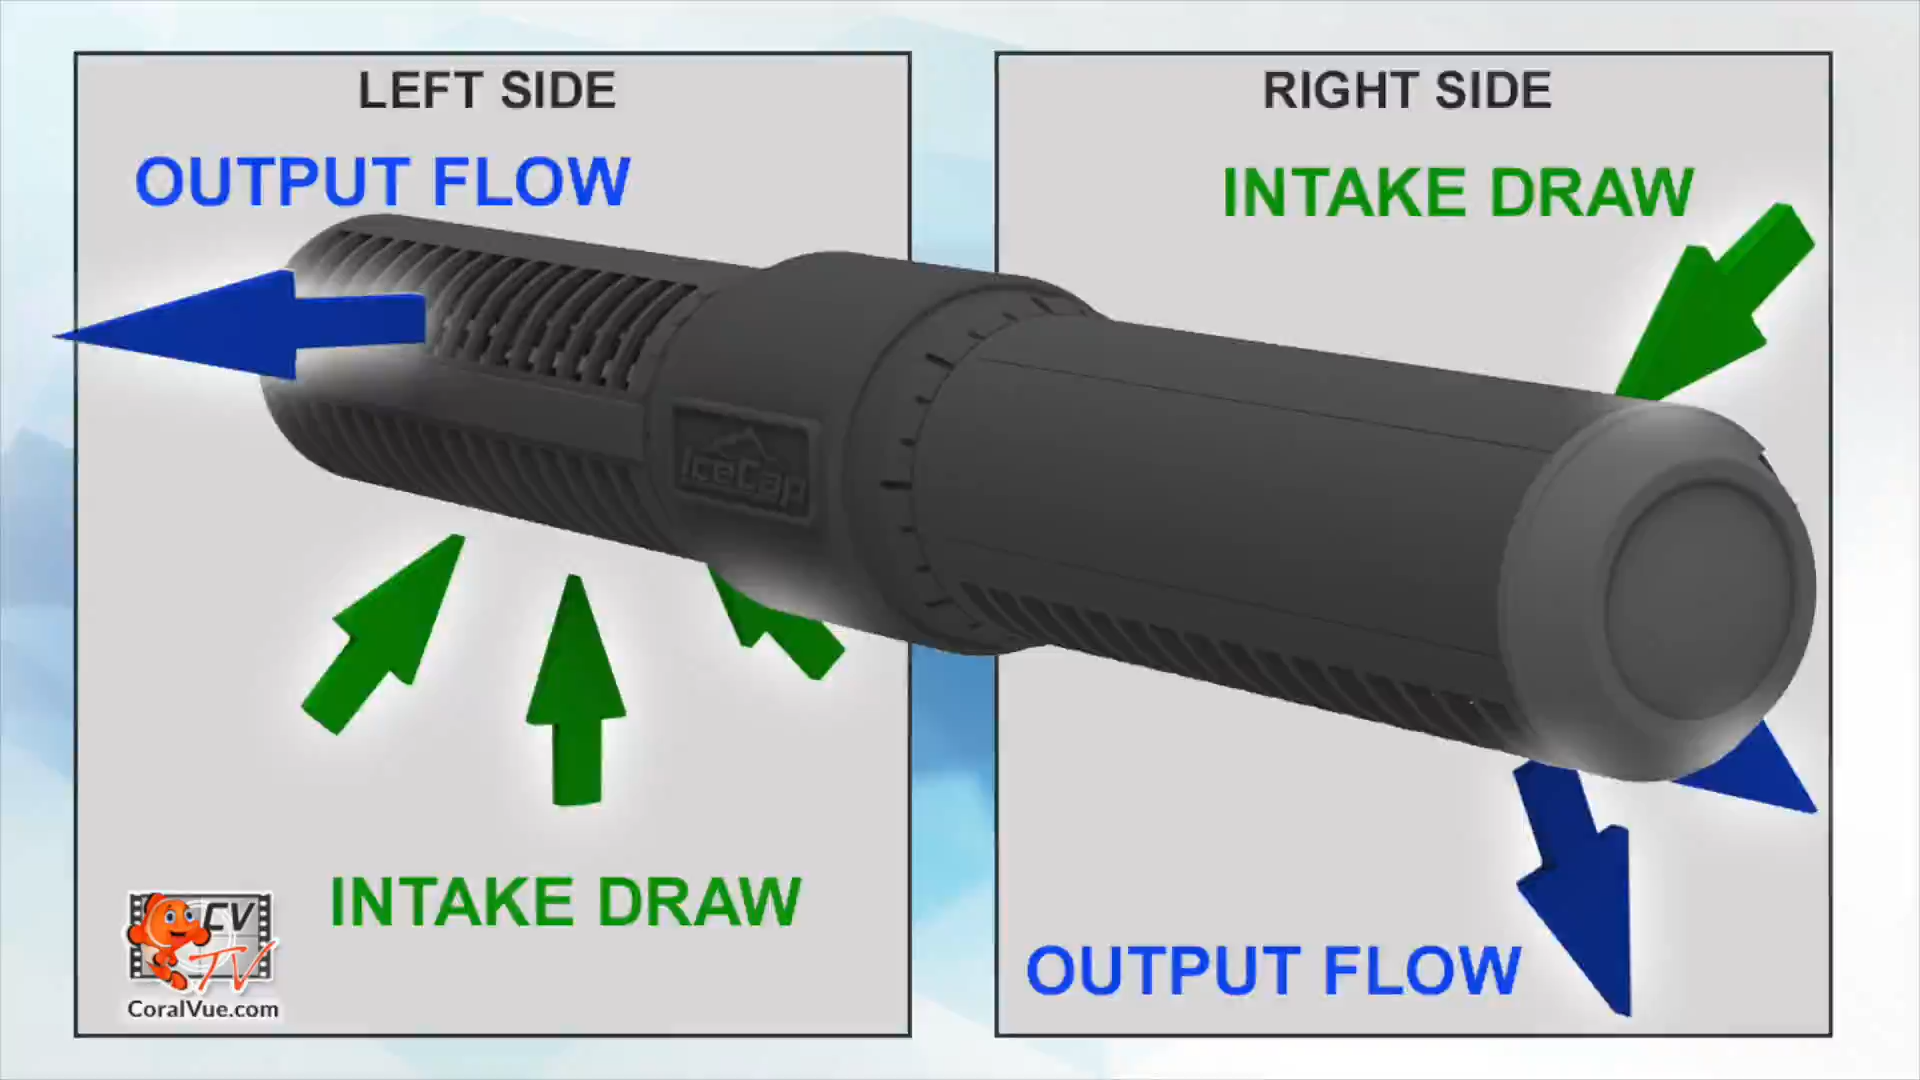 LEFT SIDE
OUTPUT FLOW
IceCap
INTAKE DRAW
CV
TV
CoralVue.com
RIGHT SIDE
INTAKE DRAW
OUTPUT FLOW